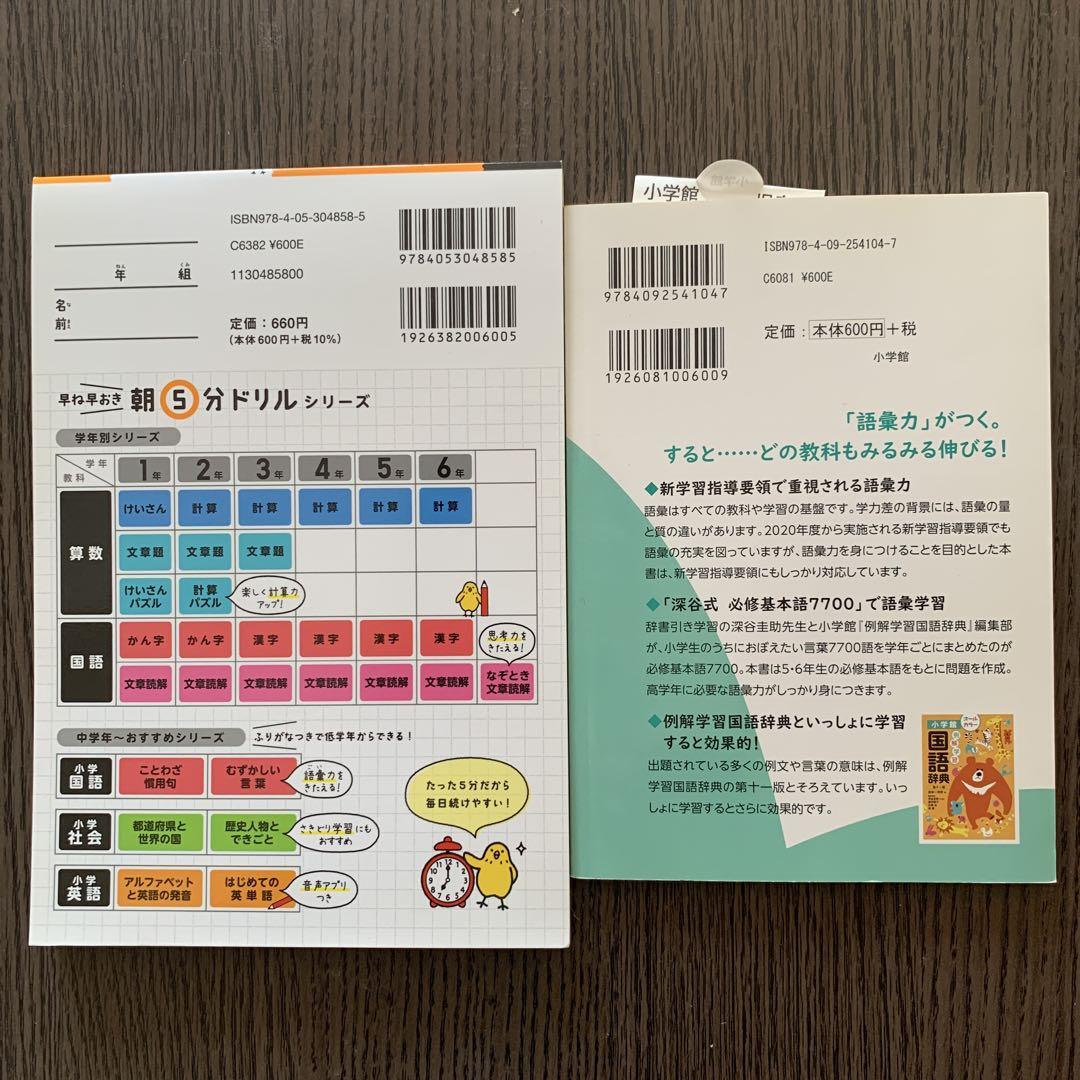 ISBN978-4-05-304858-5
C6382 ¥600E
1130485800
定価：660円
（本体600円＋税10％）
9784053048585
1926382006005
年 ねん
組 くみ
名 な
前 まえ
早ね早おき 朝5分ドリル シリーズ
学年別シリーズ
学年
教科
1年 2年 3年 4年 5年 6年
算数
けいさん 計算 計算 計算 計算 計算
文章題 文章題 文章題
けいさんパズル 計算パズル
楽しく計算力
アップ！
国語
かん字 かん字 漢字 漢字 漢字 漢字
思考力を
きたえる！
文章読解 文章読解 文章読解 文章読解 文章読解 文章読解 なぞとき文章読解
中学年〜おすすめシリーズ
ふりがなつきで低学年からできる！
小学
国語
ことわざ
慣用句
むずかしい
言葉
語彙力を
ごい
きたえる！
小学
社会
都道府県と
世界の国
歴史人物と
できごと
さきどり学習にも
おすすめ
小学
英語
アルファベット
と英語の発音
はじめての
英単語
音声アプリ
つき
たった5分だから
毎日続けやすい！
小学館
小学館
ISBN978-4-09-254104-7
C6081 ¥600E
9784092541047
定価：本体600円＋税
小学館
1926081006009
「語彙力」がつく。
すると……どの教科もみるみる伸びる！
◆新学習指導要領で重視される語彙力
語彙はすべての教科や学習の基盤です。学力差の背景には、語彙の量
と質の違いがあります。2020年度から実施される新学習指導要領でも
語彙の充実を図っていますが、語彙力を身につけることを目的とした本
書は、新学習指導要領にもしっかり対応しています。
◆「深谷式 必修基本語7700」で語彙学習
辞書引き学習の深谷圭助先生と小学館『例解学習国語辞典』編集部
が、小学生のうちにおぼえたい言葉7700語を学年ごとにまとめたのが
必修基本語7700。本書は5・6年生の必修基本語をもとに問題を作成。
高学年に必要な語彙力がしっかり身につきます。
◆例解学習国語辞典といっしょに学習
すると効果的！
出題されている多くの例文や言葉の意味は、例解
学習国語辞典の第十一版とそろえています。いっ
しょに学習するとさらに効果的です。
小学館
オールカラー
例解学習
国語
辞典